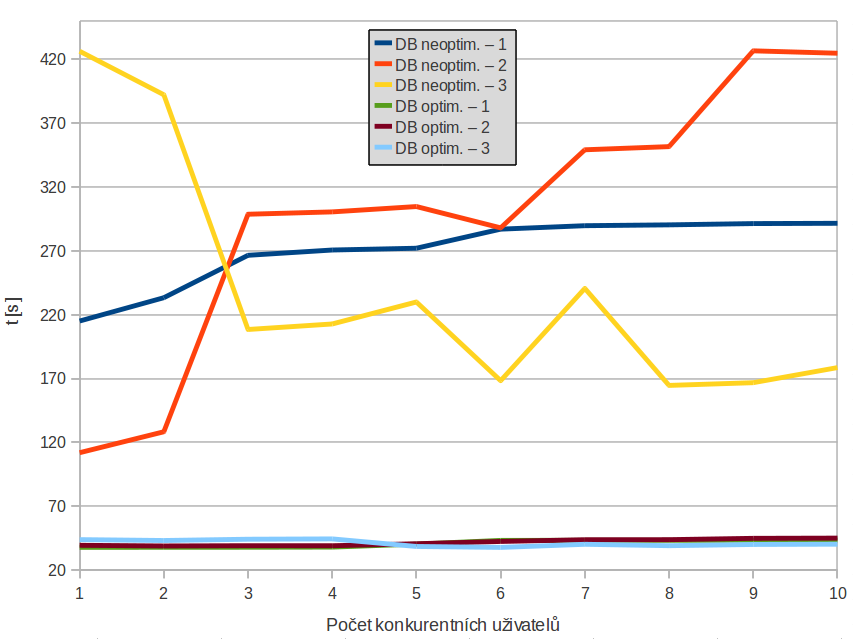 DB neoptim. – 1
DB neoptim. – 2
DB neoptim. – 3
DB optim. – 1
DB optim. – 2
DB optim. – 3
420
370
320
270
220
170
120
70
20
t [s]
1 2 3 4 5 6 7 8 9 10
Počet konkurentních uživatelů